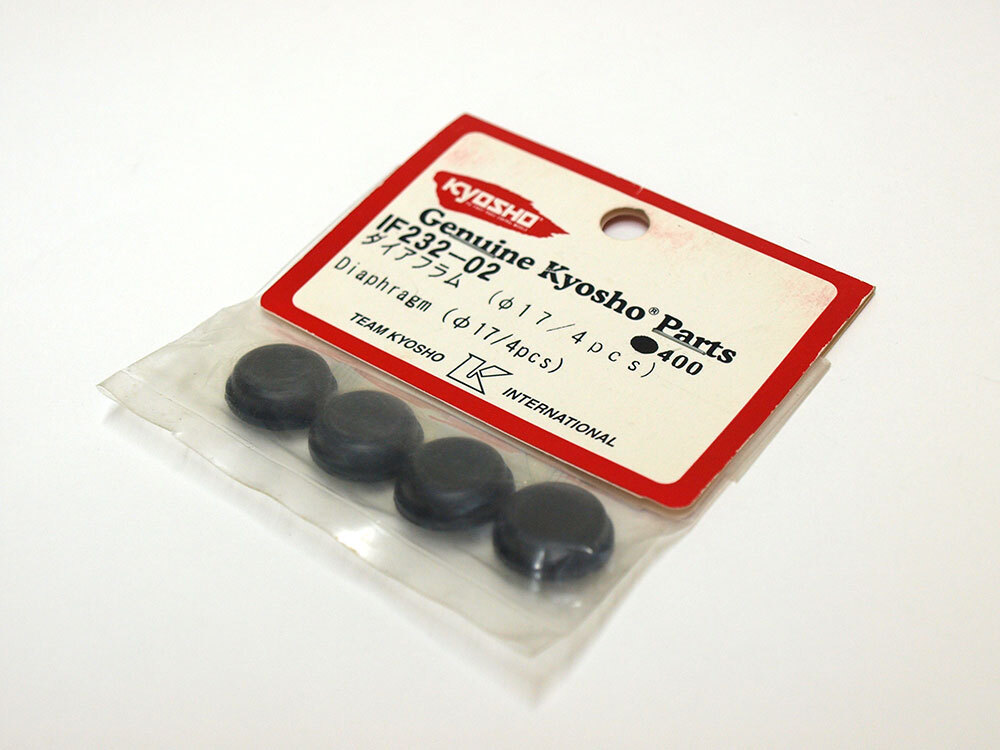 KYOSHO
Genuine Kyosho® Parts
IF232-02
●400
ダイアフラム (φ17/4pcs)
Diaphragm (φ17/4pcs)
TEAM KYOSHO K INTERNATIONAL